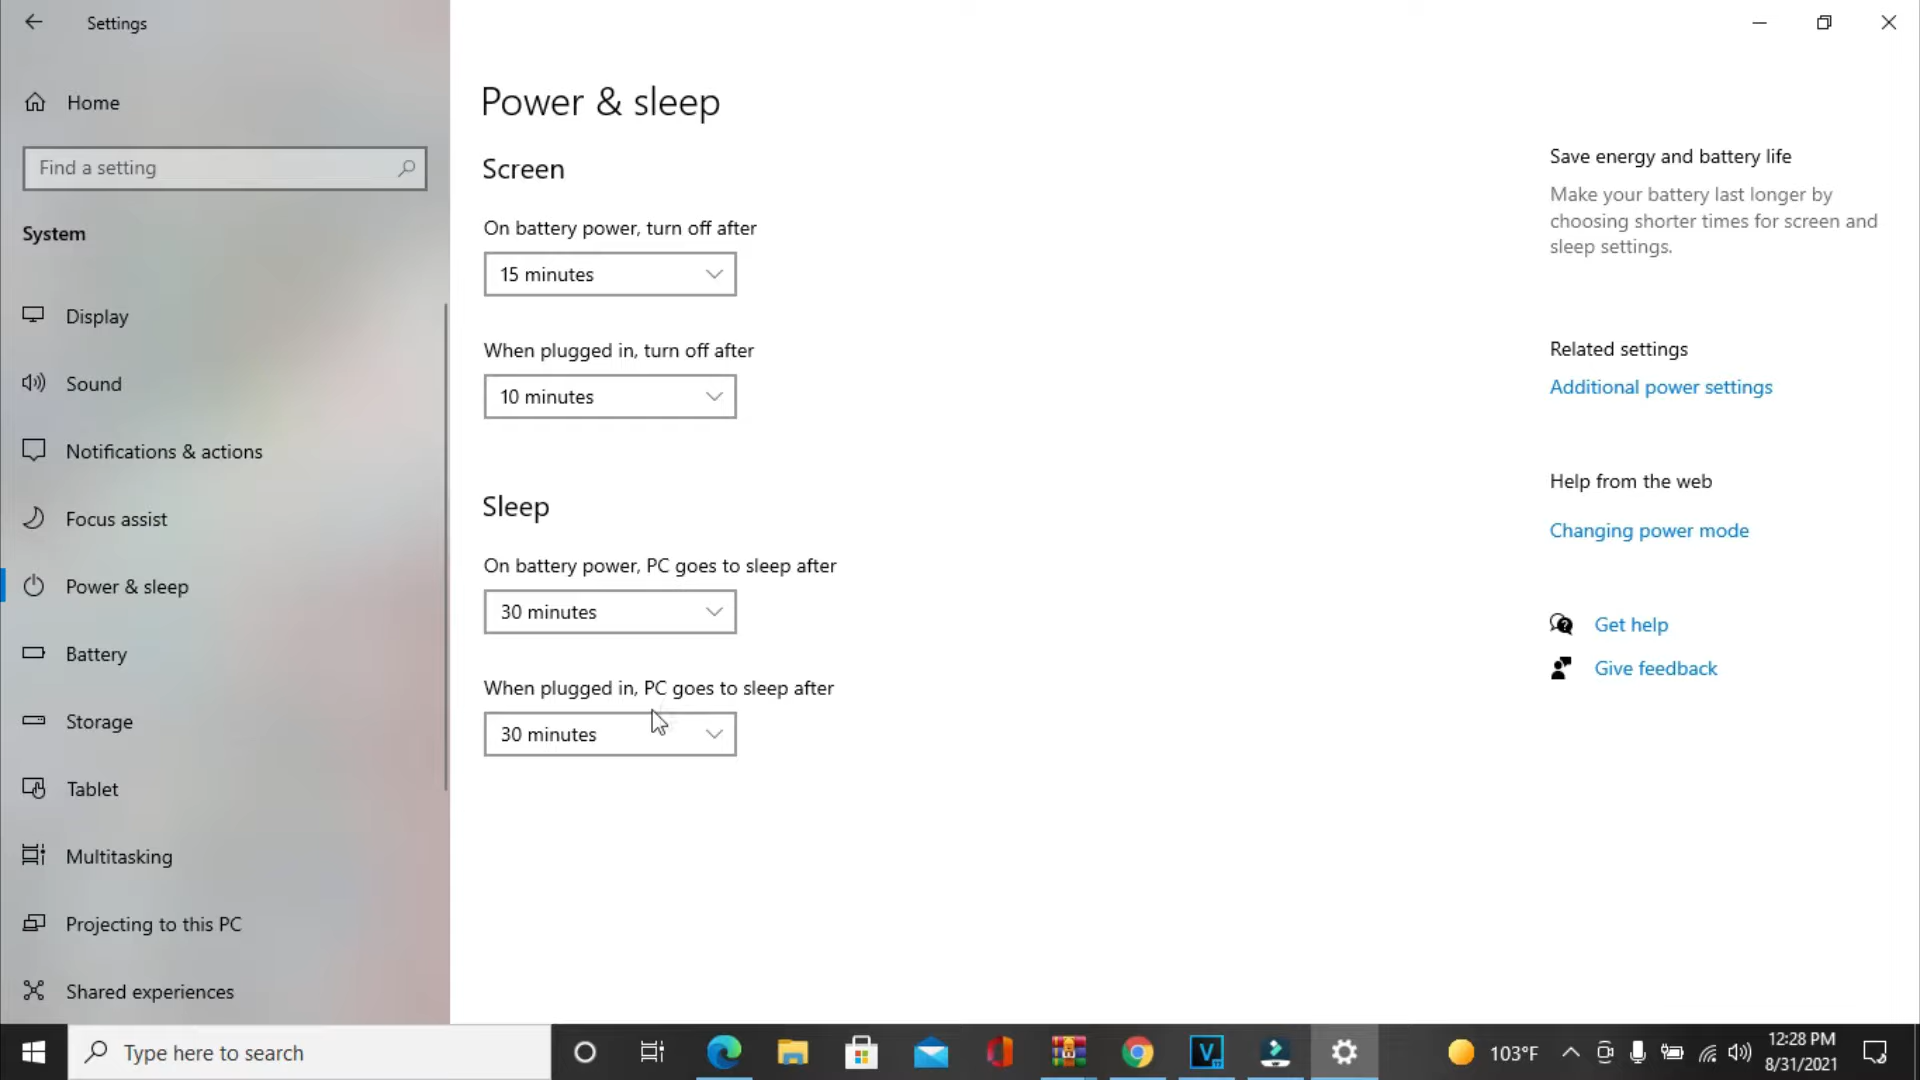 Settings
Home
Find a setting
System
Display
Sound
Notifications & actions
Focus assist
Power & sleep
Battery
Storage
Tablet
Multitasking
Projecting to this PC
Shared experiences
Power & sleep
Screen
On battery power, turn off after
15 minutes
When plugged in, turn off after
10 minutes
Sleep
On battery power, PC goes to sleep after
30 minutes
When plugged in, PC goes to sleep after
30 minutes
Save energy and battery life
Make your battery last longer by
choosing shorter times for screen and
sleep settings.
Related settings
Additional power settings
Help from the web
Changing power mode
Get help
Give feedback
Type here to search
V
103°F
12:28 PM
8/31/2021